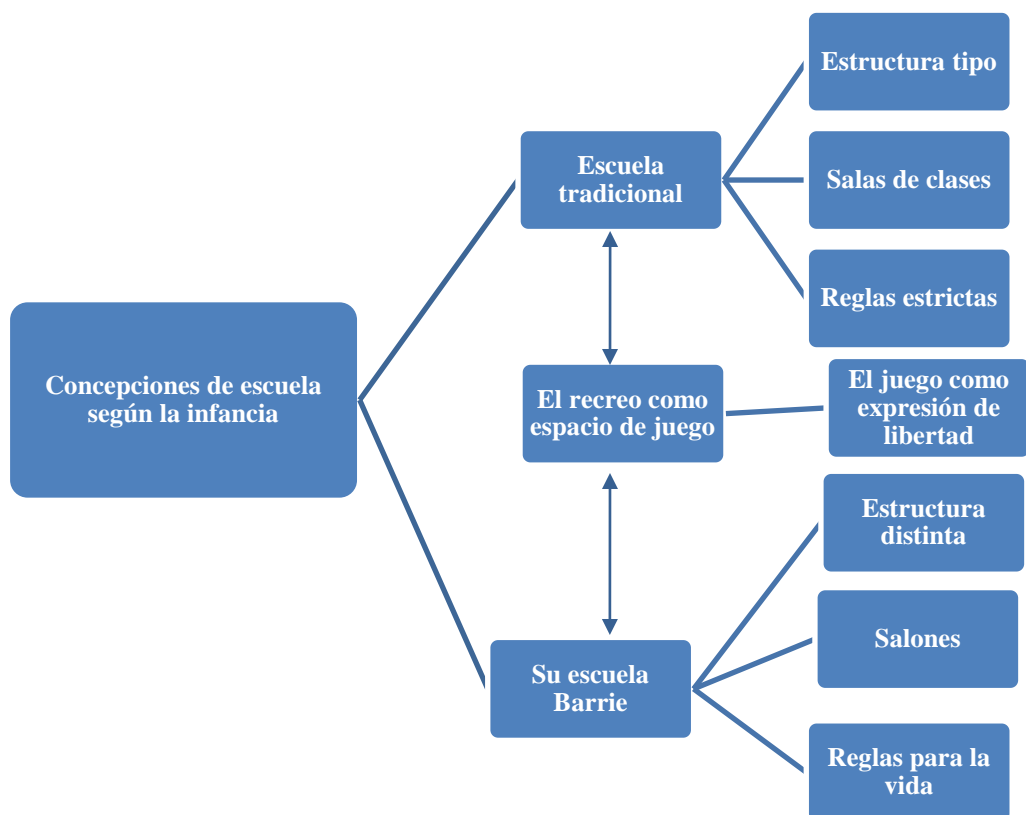 Concepciones de escuela
según la infancia
Escuela
tradicional
Estructura tipo
Salas de clases
Reglas estrictas
El recreo como
espacio de juego
El juego como
expresión de
libertad
Su escuela
Barrie
Estructura
distinta
Salones
Reglas para la
vida